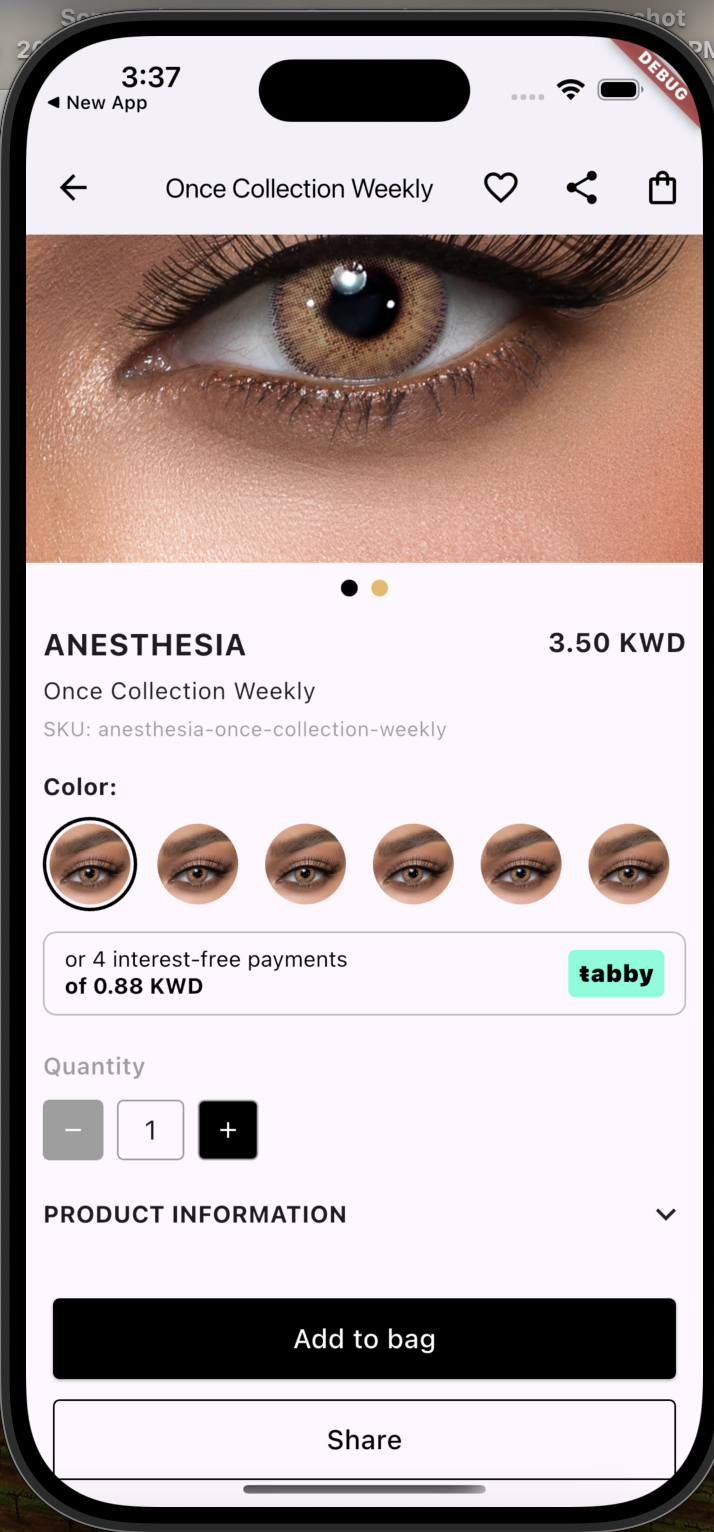 3:37
◀ New App
DEBUG
Once Collection Weekly
ANESTHESIA
3.50 KWD
Once Collection Weekly
SKU: anesthesia-once-collection-weekly
Color:
or 4 interest-free payments
of 0.88 KWD
tabby
Quantity
− 1 +
PRODUCT INFORMATION
Add to bag
Share